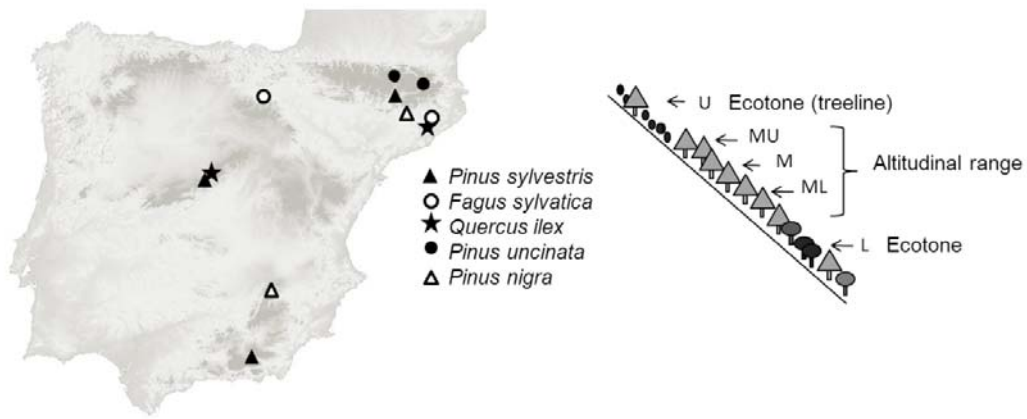 Pinus sylvestris
Fagus sylvatica
Quercus ilex
Pinus uncinata
Pinus nigra
U Ecotone (treeline)
MU
M
ML
Altitudinal range
L Ecotone